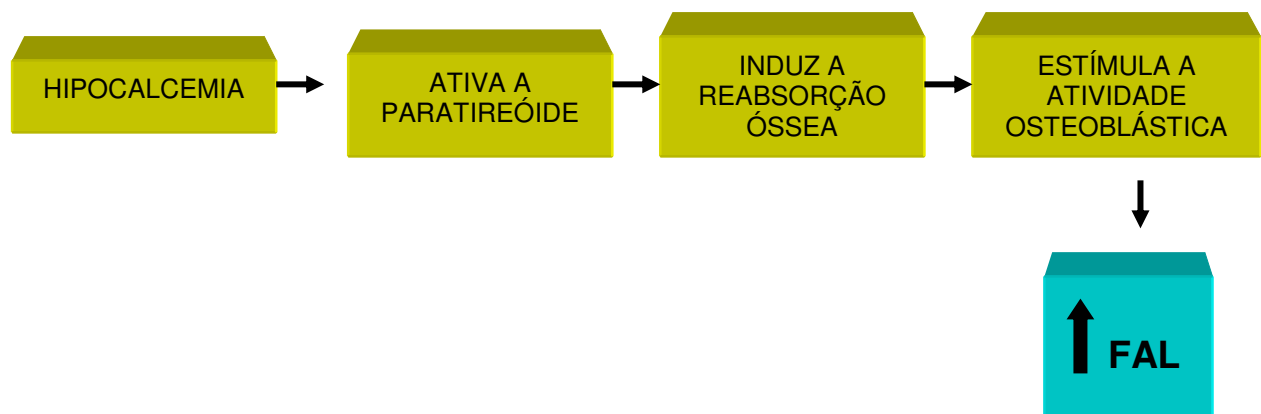 HIPOCALCEMIA
ATIVA A
PARATIREÓIDE
INDUZ A
REABSORÇÃO
ÓSSEA
ESTÍMULA A
ATIVIDADE
OSTEOBLÁSTICA
FAL